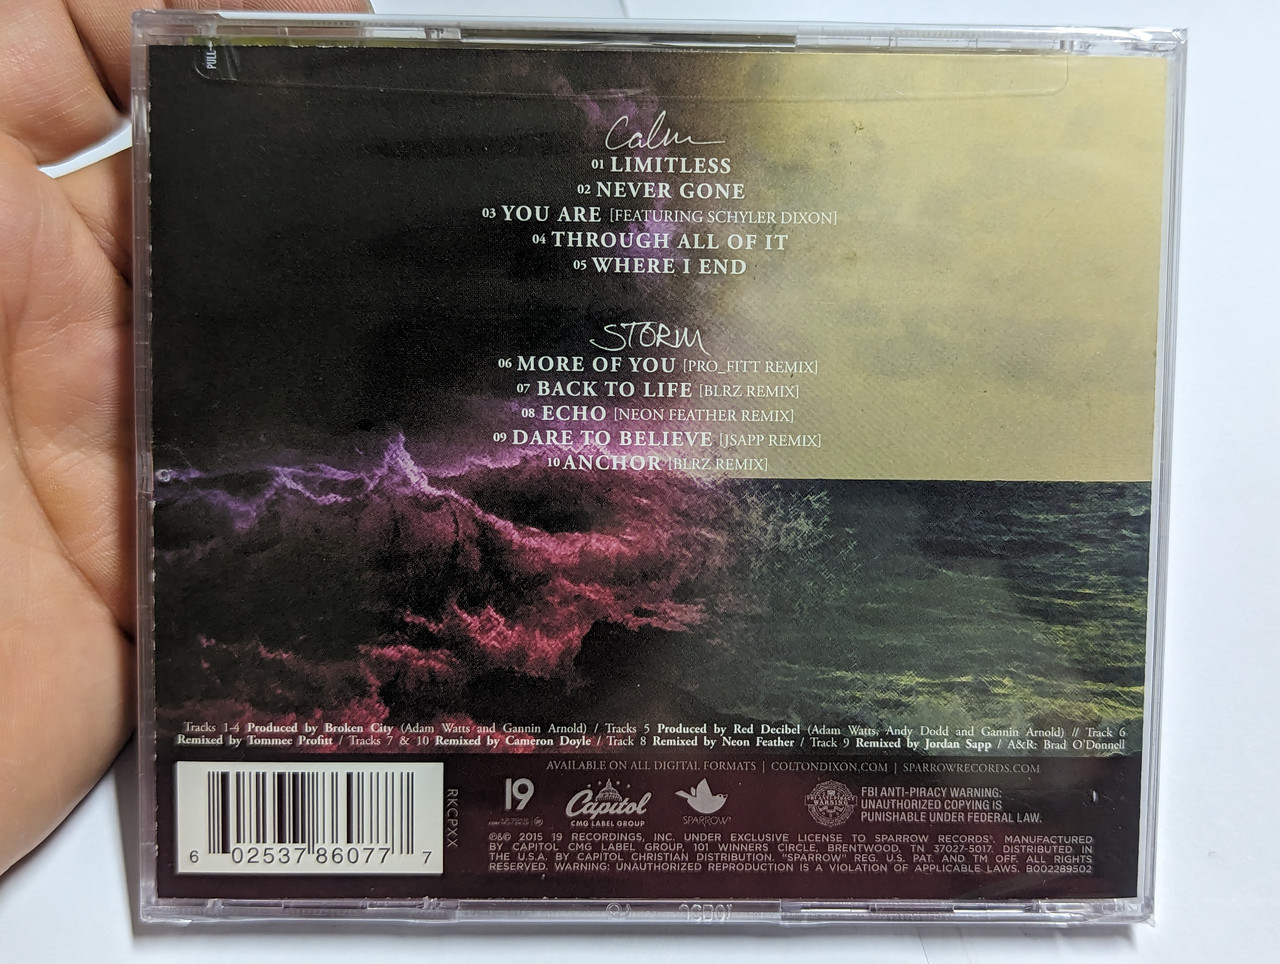 PULL
Calm
01 LIMITLESS
02 NEVER GONE
03 YOU ARE [FEATURING SCHYLER DIXON]
04 THROUGH ALL OF IT
05 WHERE I END
STORM
06 MORE OF YOU [PRO_FITT REMIX]
07 BACK TO LIFE [BLRZ REMIX]
08 ECHO [NEON FEATHER REMIX]
09 DARE TO BELIEVE [JSAPP REMIX]
10 ANCHOR [BLRZ REMIX]
Tracks 1-4 Produced by Broken City (Adam Watts and Gannin Arnold) / Tracks 5 Produced by Red Decibel (Adam Watts, Andy Dodd and Gannin Arnold) // Track 6
Remixed by Tommee Profitt / Tracks 7 & 10 Remixed by Cameron Doyle / Track 8 Remixed by Neon Feather / Track 9 Remixed by Jordan Sapp / A&R: Brad O'Donnell
AVAILABLE ON ALL DIGITAL FORMATS | COLTONDIXON.COM | SPARROWRECORDS.COM
6 02537 86077 7
RKCPXX
19
Capitol
CMG LABEL GROUP
SPARROW
FBI ANTI-PIRACY
WARNING
FBI ANTI-PIRACY WARNING:
UNAUTHORIZED COPYING IS
PUNISHABLE UNDER FEDERAL LAW.
℗&© 2015 19 RECORDINGS, INC. UNDER EXCLUSIVE LICENSE TO SPARROW RECORDS®. MANUFACTURED
BY CAPITOL CMG LABEL GROUP, 101 WINNERS CIRCLE, BRENTWOOD, TN 37027-5017. DISTRIBUTED IN
THE U.S.A. BY CAPITOL CHRISTIAN DISTRIBUTION. "SPARROW" REG. U.S. PAT. AND TM OFF. ALL RIGHTS
RESERVED. WARNING: UNAUTHORIZED REPRODUCTION IS A VIOLATION OF APPLICABLE LAWS. B002289502